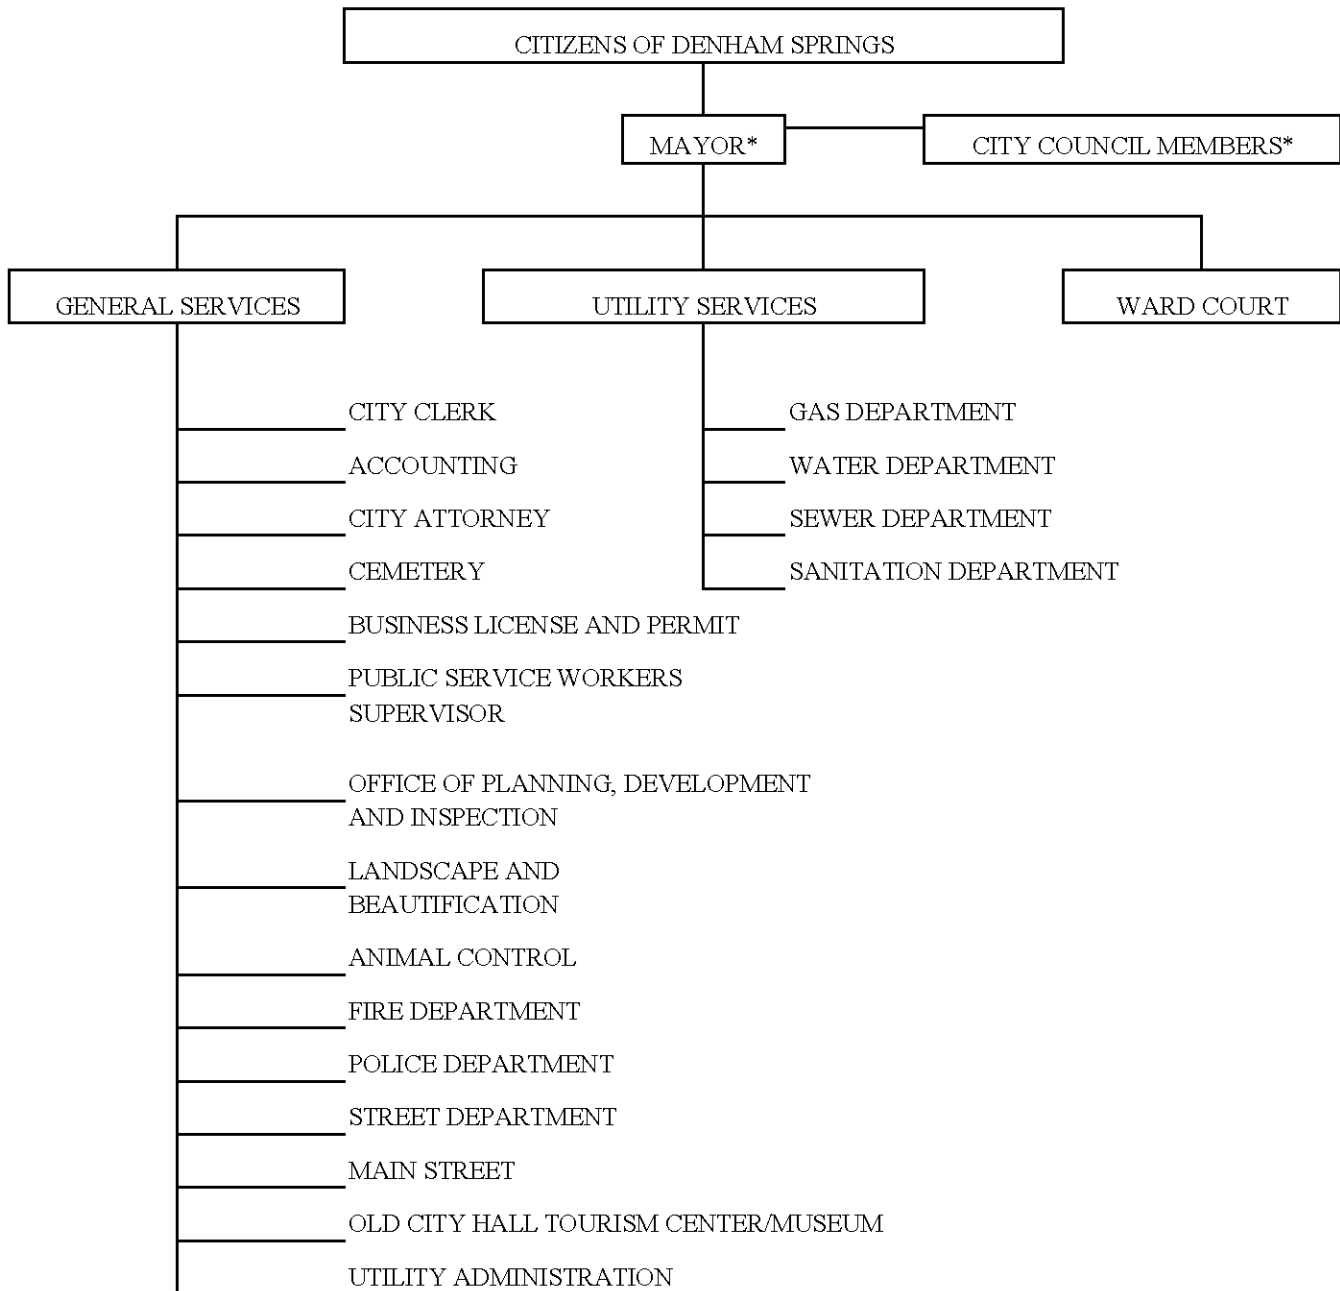 CITIZENS OF DENHAM SPRINGS
MAYOR*
CITY COUNCIL MEMBERS*
GENERAL SERVICES
UTILITY SERVICES
WARD COURT
CITY CLERK
ACCOUNTING
CITY ATTORNEY
CEMETERY
BUSINESS LICENSE AND PERMIT
PUBLIC SERVICE WORKERS
SUPERVISOR
OFFICE OF PLANNING, DEVELOPMENT
AND INSPECTION
LANDSCAPE AND
BEAUTIFICATION
ANIMAL CONTROL
FIRE DEPARTMENT
POLICE DEPARTMENT
STREET DEPARTMENT
MAIN STREET
OLD CITY HALL TOURISM CENTER/MUSEUM
UTILITY ADMINISTRATION
GAS DEPARTMENT
WATER DEPARTMENT
SEWER DEPARTMENT
SANITATION DEPARTMENT